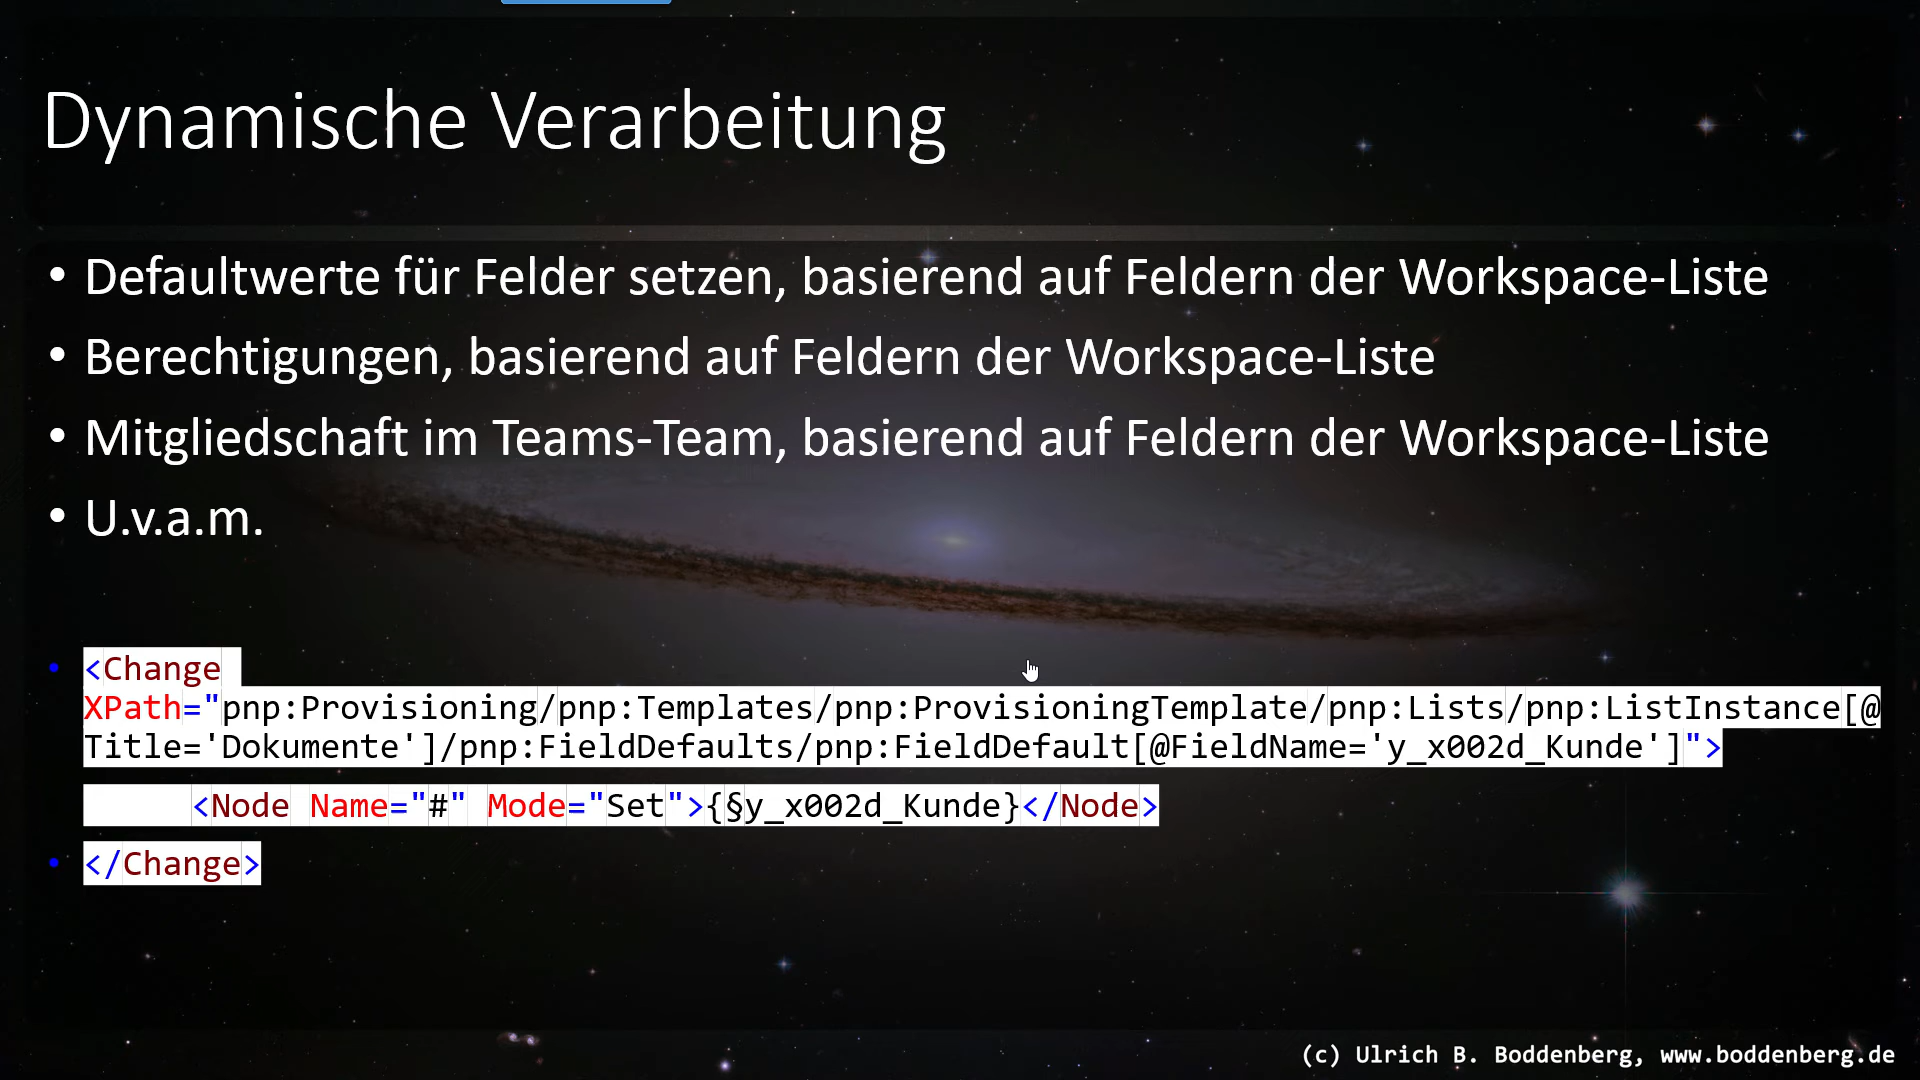 Dynamische Verarbeitung
• Defaultwerte für Felder setzen, basierend auf Feldern der Workspace-Liste
• Berechtigungen, basierend auf Feldern der Workspace-Liste
• Mitgliedschaft im Teams-Team, basierend auf Feldern der Workspace-Liste
• U.v.a.m.
• <Change
XPath="pnp:Provisioning/pnp:Templates/pnp:ProvisioningTemplate/pnp:Lists/pnp:ListInstance[@
Title='Dokumente']/pnp:FieldDefaults/pnp:FieldDefault[@FieldName='y_x002d_Kunde']">
<Node Name="#" Mode="Set">{§y_x002d_Kunde}</Node>
• </Change>
(c) Ulrich B. Boddenberg, www.boddenberg.de